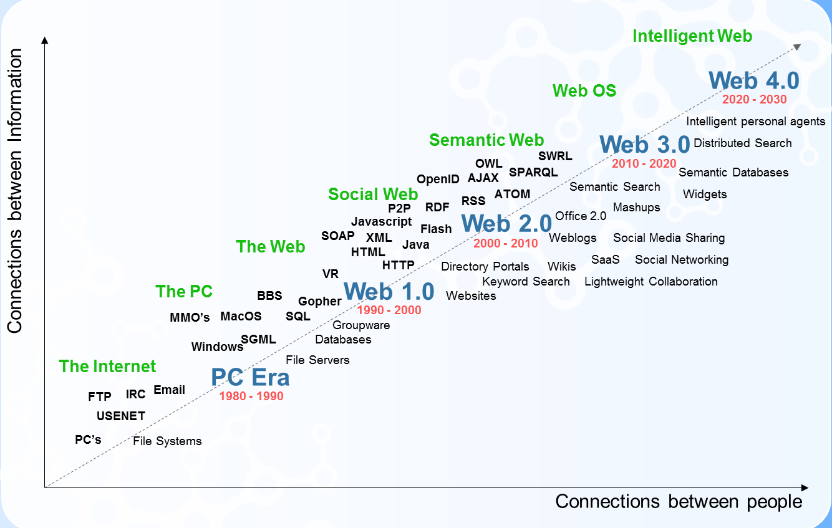 Intelligent Web
Web 4.0
2020 - 2030
Web OS
Intelligent personal agents
Semantic Web
Web 3.0
2010 - 2020
Distributed Search
SWRL
OWL
SPARQL
Semantic Databases
OpenID
AJAX
Semantic Search
Widgets
Social Web
ATOM
RSS
P2P
RDF
Mashups
Office 2.0
Javascript
Flash
Web 2.0
2000 - 2010
SOAP
XML
Java
Weblogs
Social Media Sharing
The Web
HTML
SaaS
Social Networking
HTTP
Directory Portals
Wikis
VR
Keyword Search
Lightweight Collaboration
The PC
BBS
Gopher
Web 1.0
1990 - 2000
Websites
MMO's
MacOS
SQL
Groupware
Windows
SGML
Databases
File Servers
The Internet
PC Era
1980 - 1990
FTP
IRC
Email
USENET
PC's
File Systems
Connections between Information
Connections between people